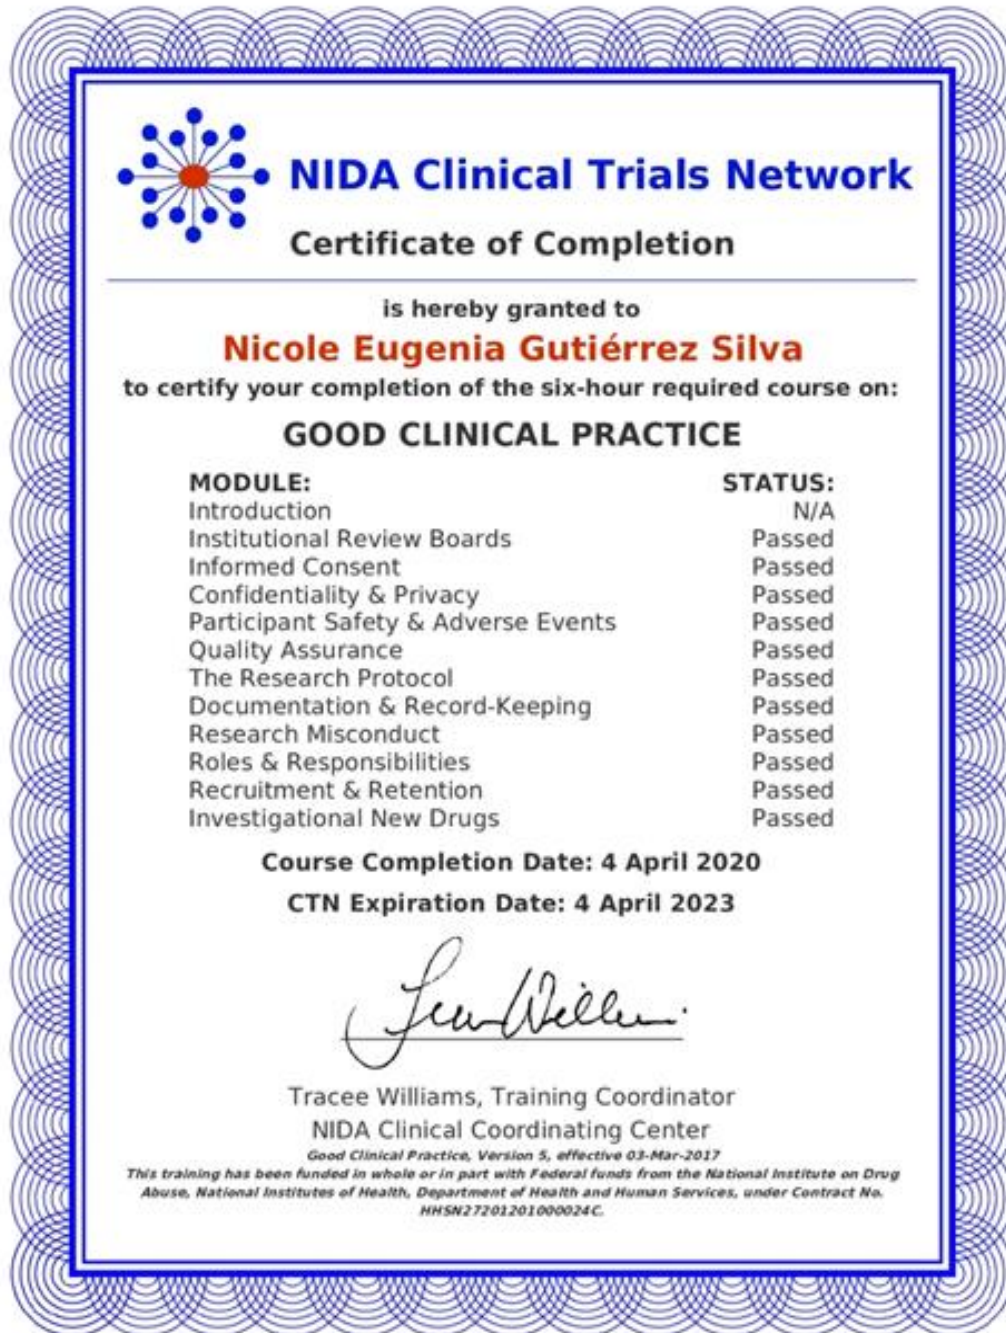 NIDA Clinical Trials Network
Certificate of Completion
is hereby granted to
Nicole Eugenia Gutiérrez Silva
to certify your completion of the six-hour required course on:
GOOD CLINICAL PRACTICE
MODULE: STATUS:
Introduction N/A
Institutional Review Boards Passed
Informed Consent Passed
Confidentiality & Privacy Passed
Participant Safety & Adverse Events Passed
Quality Assurance Passed
The Research Protocol Passed
Documentation & Record-Keeping Passed
Research Misconduct Passed
Roles & Responsibilities Passed
Recruitment & Retention Passed
Investigational New Drugs Passed
Course Completion Date: 4 April 2020
CTN Expiration Date: 4 April 2023
Tracee Williams, Training Coordinator
NIDA Clinical Coordinating Center
Good Clinical Practice, Version 5, effective 03-Mar-2017
This training has been funded in whole or in part with Federal funds from the National Institute on Drug
Abuse, National Institutes of Health, Department of Health and Human Services, under Contract No.
HHSN27201201000024C.